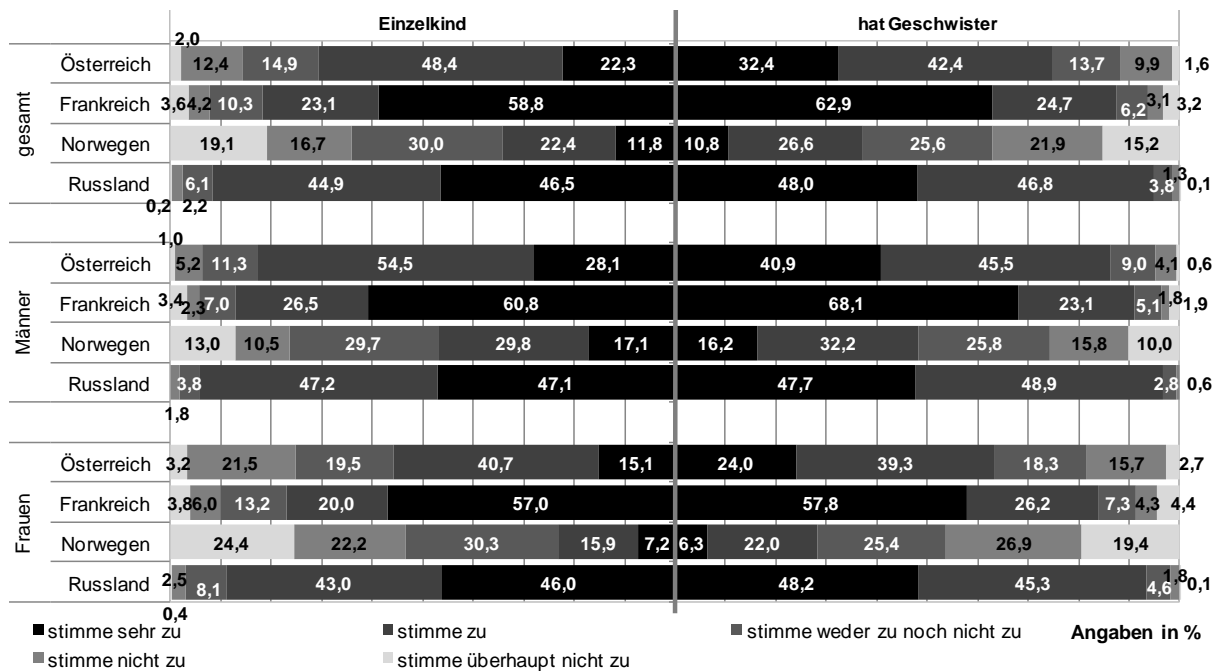 Einzelkind hat Geschwister
gesamt
2,0
Österreich 12,4 14,9 48,4 22,3 32,4 42,4 13,7 9,9 1,6
Frankreich 3,6 4,2 10,3 23,1 58,8 62,9 24,7 6,2 3,1 3,2
Norwegen 19,1 16,7 30,0 22,4 11,8 10,8 26,6 25,6 21,9 15,2
Russland 6,1 44,9 46,5 48,0 46,8 3,8 1,3 0,1
0,2 2,2
Männer
1,0
Österreich 5,2 11,3 54,5 28,1 40,9 45,5 9,0 4,1 0,6
Frankreich 3,4 2,3 7,0 26,5 60,8 68,1 23,1 5,1 1,8 1,9
Norwegen 13,0 10,5 29,7 29,8 17,1 16,2 32,2 25,8 15,8 10,0
Russland 3,8 47,2 47,1 47,7 48,9 2,8 0,6
1,8
Frauen
Österreich 3,2 21,5 19,5 40,7 15,1 24,0 39,3 18,3 15,7 2,7
Frankreich 3,8 6,0 13,2 20,0 57,0 57,8 26,2 7,3 4,3 4,4
Norwegen 24,4 22,2 30,3 15,9 7,2 6,3 22,0 25,4 26,9 19,4
Russland 2,5 8,1 43,0 46,0 48,2 45,3 4,6 1,8 0,1
0,4
stimme sehr zu stimme zu stimme weder zu noch nicht zu Angaben in %
stimme nicht zu stimme überhaupt nicht zu